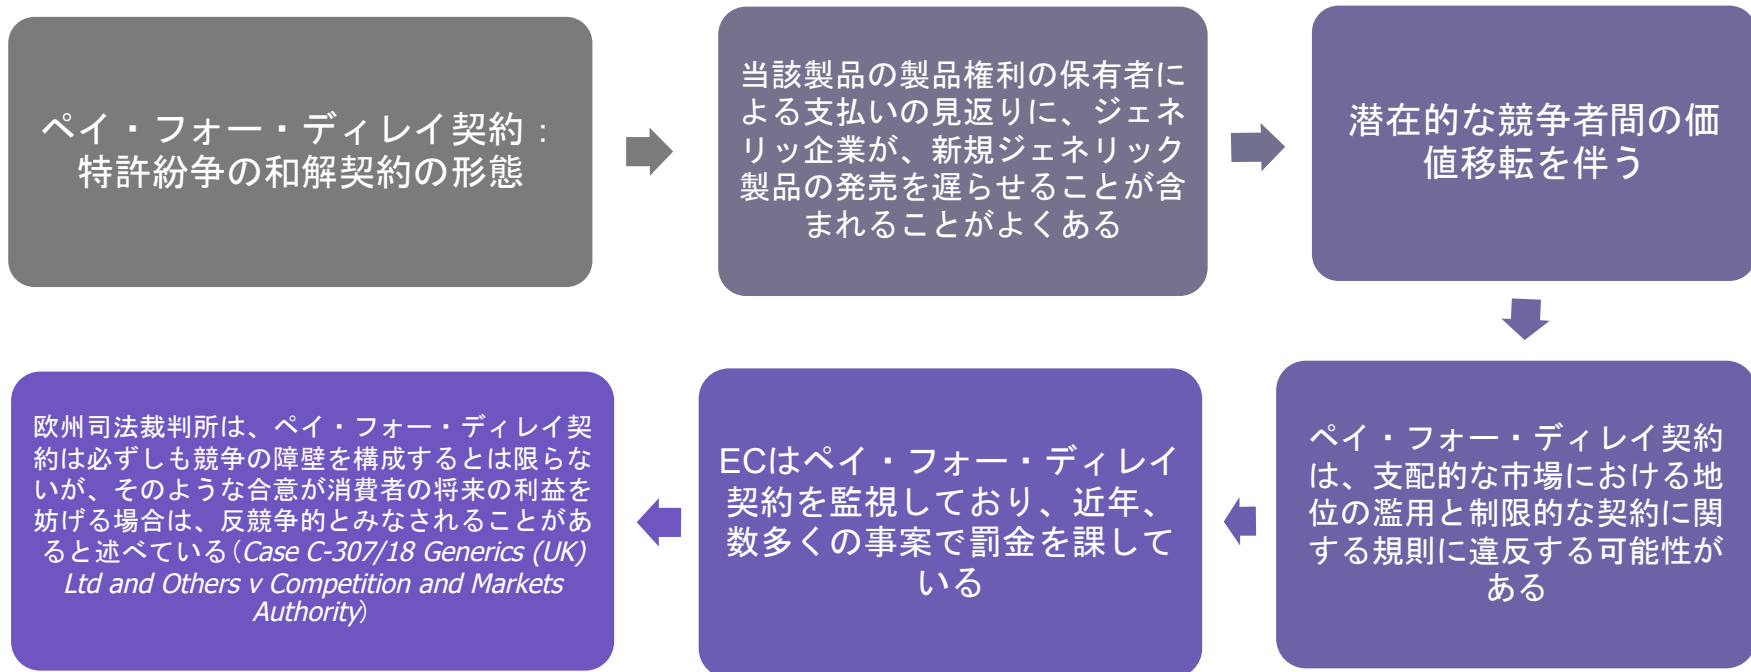 ペイ・フォー・ディレイ契約：
特許紛争の和解契約の形態
当該製品の製品権利の保有者に
よる支払いの見返りに、ジェネ
リッ企業が、新規ジェネリック
製品の発売を遅らせることが含
まれることがよくある
潜在的な競争者間の価
値移転を伴う
ペイ・フォー・ディレイ契約
は、支配的な市場における地
位の濫用と制限的な契約に関
する規則に違反する可能性が
ある
ECはペイ・フォー・ディレイ
契約を監視しており、近年、
数多くの事案で罰金を課して
いる
欧州司法裁判所は、ペイ・フォー・ディレイ契
約は必ずしも競争の障壁を構成するとは限らな
いが、そのような合意が消費者の将来の利益を
妨げる場合は、反競争的とみなされることがあ
ると述べている（Case C-307/18 Generics (UK)
Ltd and Others v Competition and Markets
Authority）